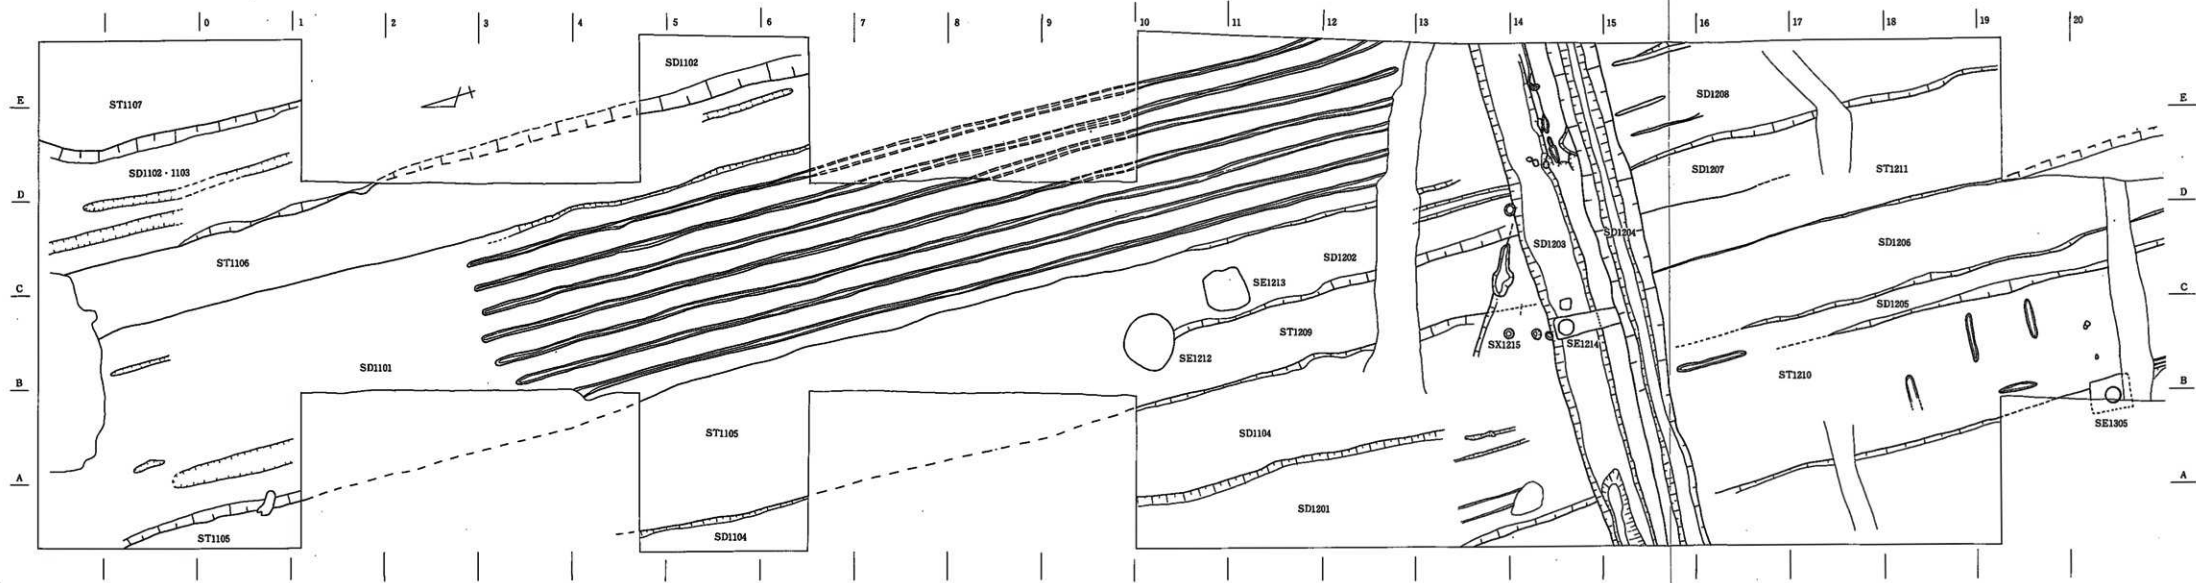 0 1 2 3 4 5 6 7 8 9 10 11 12 13 14 15 16 17 18 19 20
SD1102
E
ST1107
SD1208
E
SD1102・1103
SD1207
ST1211
D
D
ST1106
SD1203
SD1204
SD1206
SD1202
C
SE1213
C
SD1205
ST1209
SX1215
SE1214
SE1212
SD1101
ST1210
B
B
SE1305
ST1105
SD1104
A
A
SD1201
ST1105
SD1104